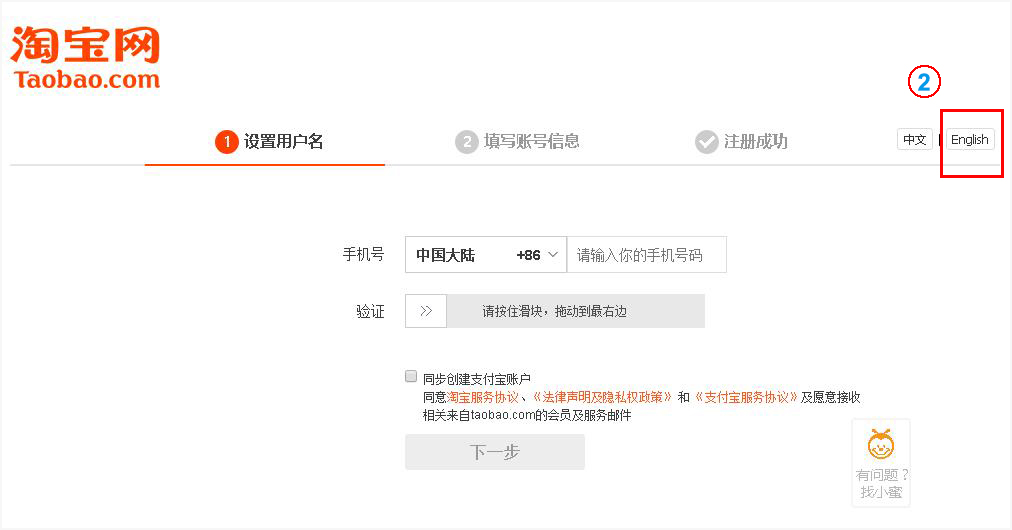 淘宝网
Taobao.com
2
1 设置用户名
2 填写账号信息
注册成功
中文 | English
手机号 中国大陆 +86 请输入你的手机号码
验证 >> 请按住滑块，拖动到最右边
同步创建支付宝账户
同意淘宝服务协议、《法律声明及隐私权政策》 和《支付宝服务协议》及愿意接收
相关来自taobao.com的会员及服务邮件
下一步
有问题？
找小蜜